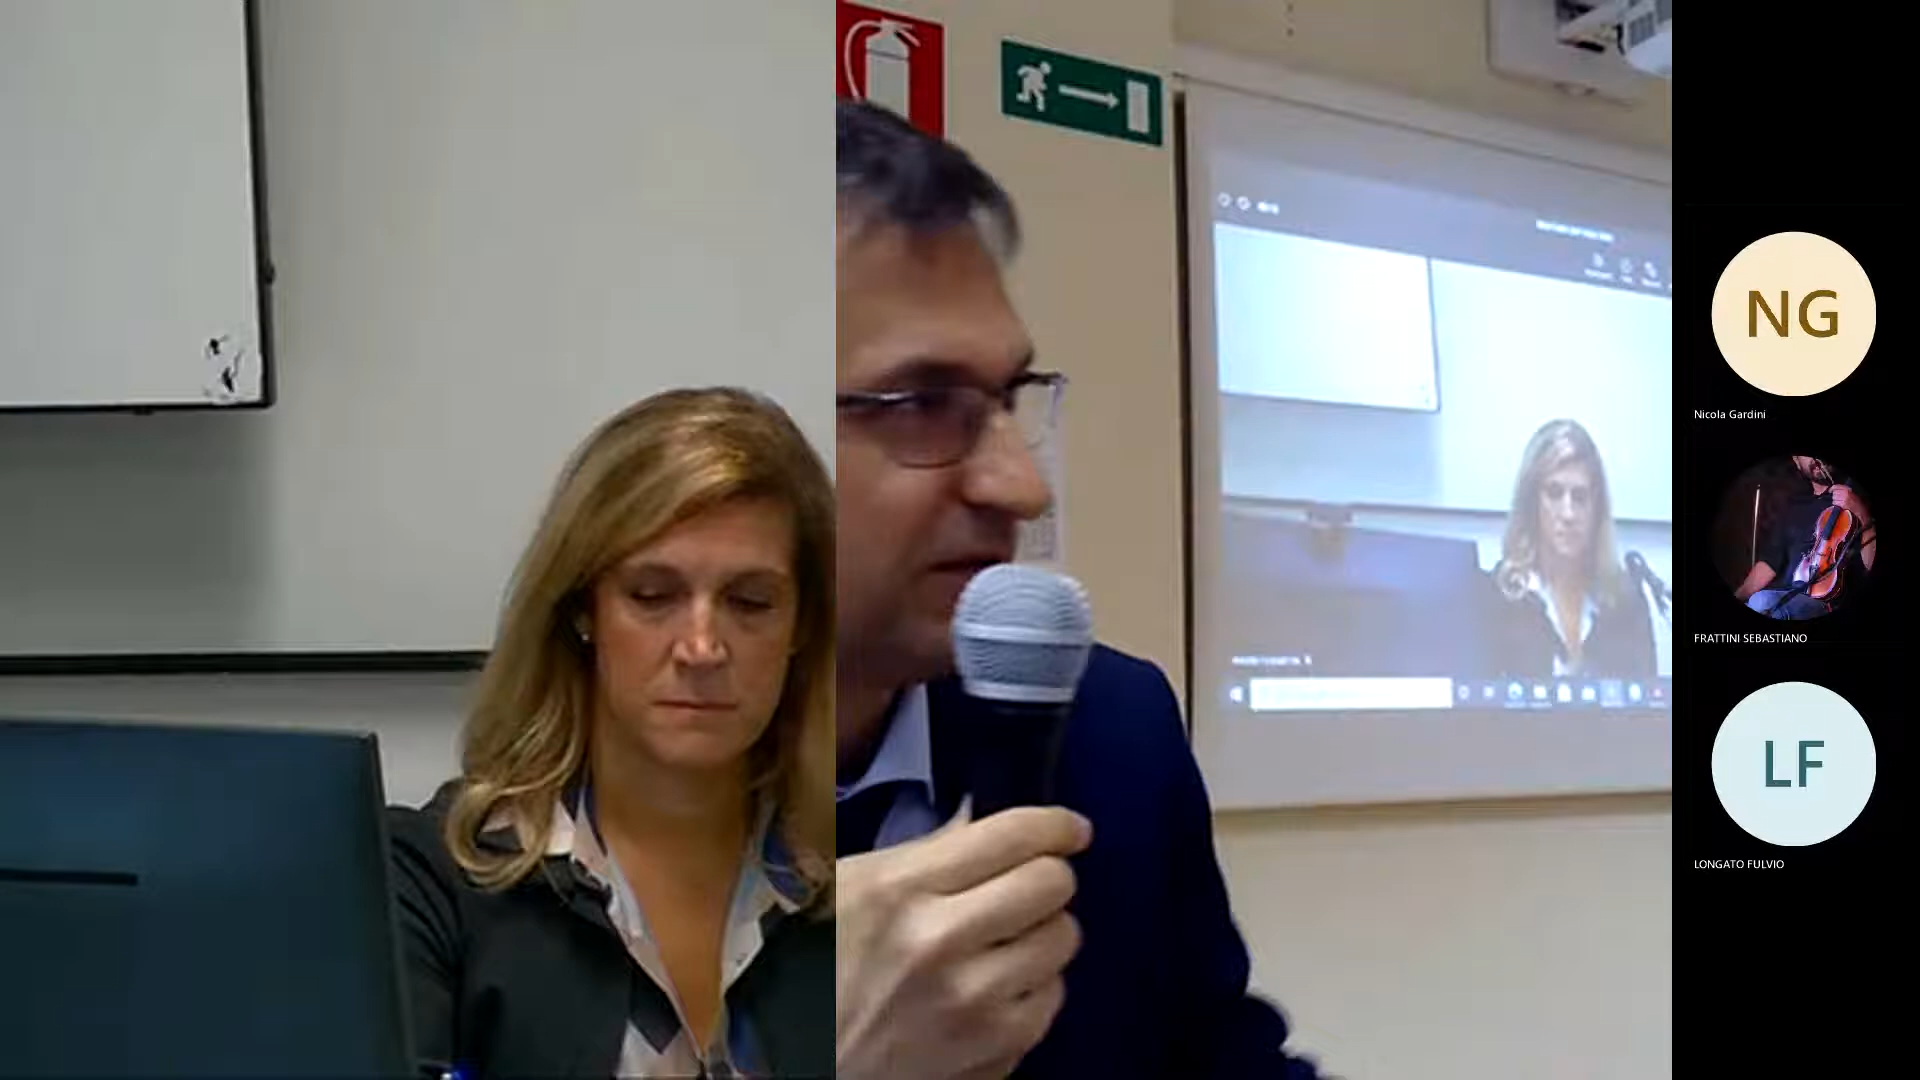 NG
Nicola Gardini
FRATTINI SEBASTIANO
LF
LONGATO FULVIO